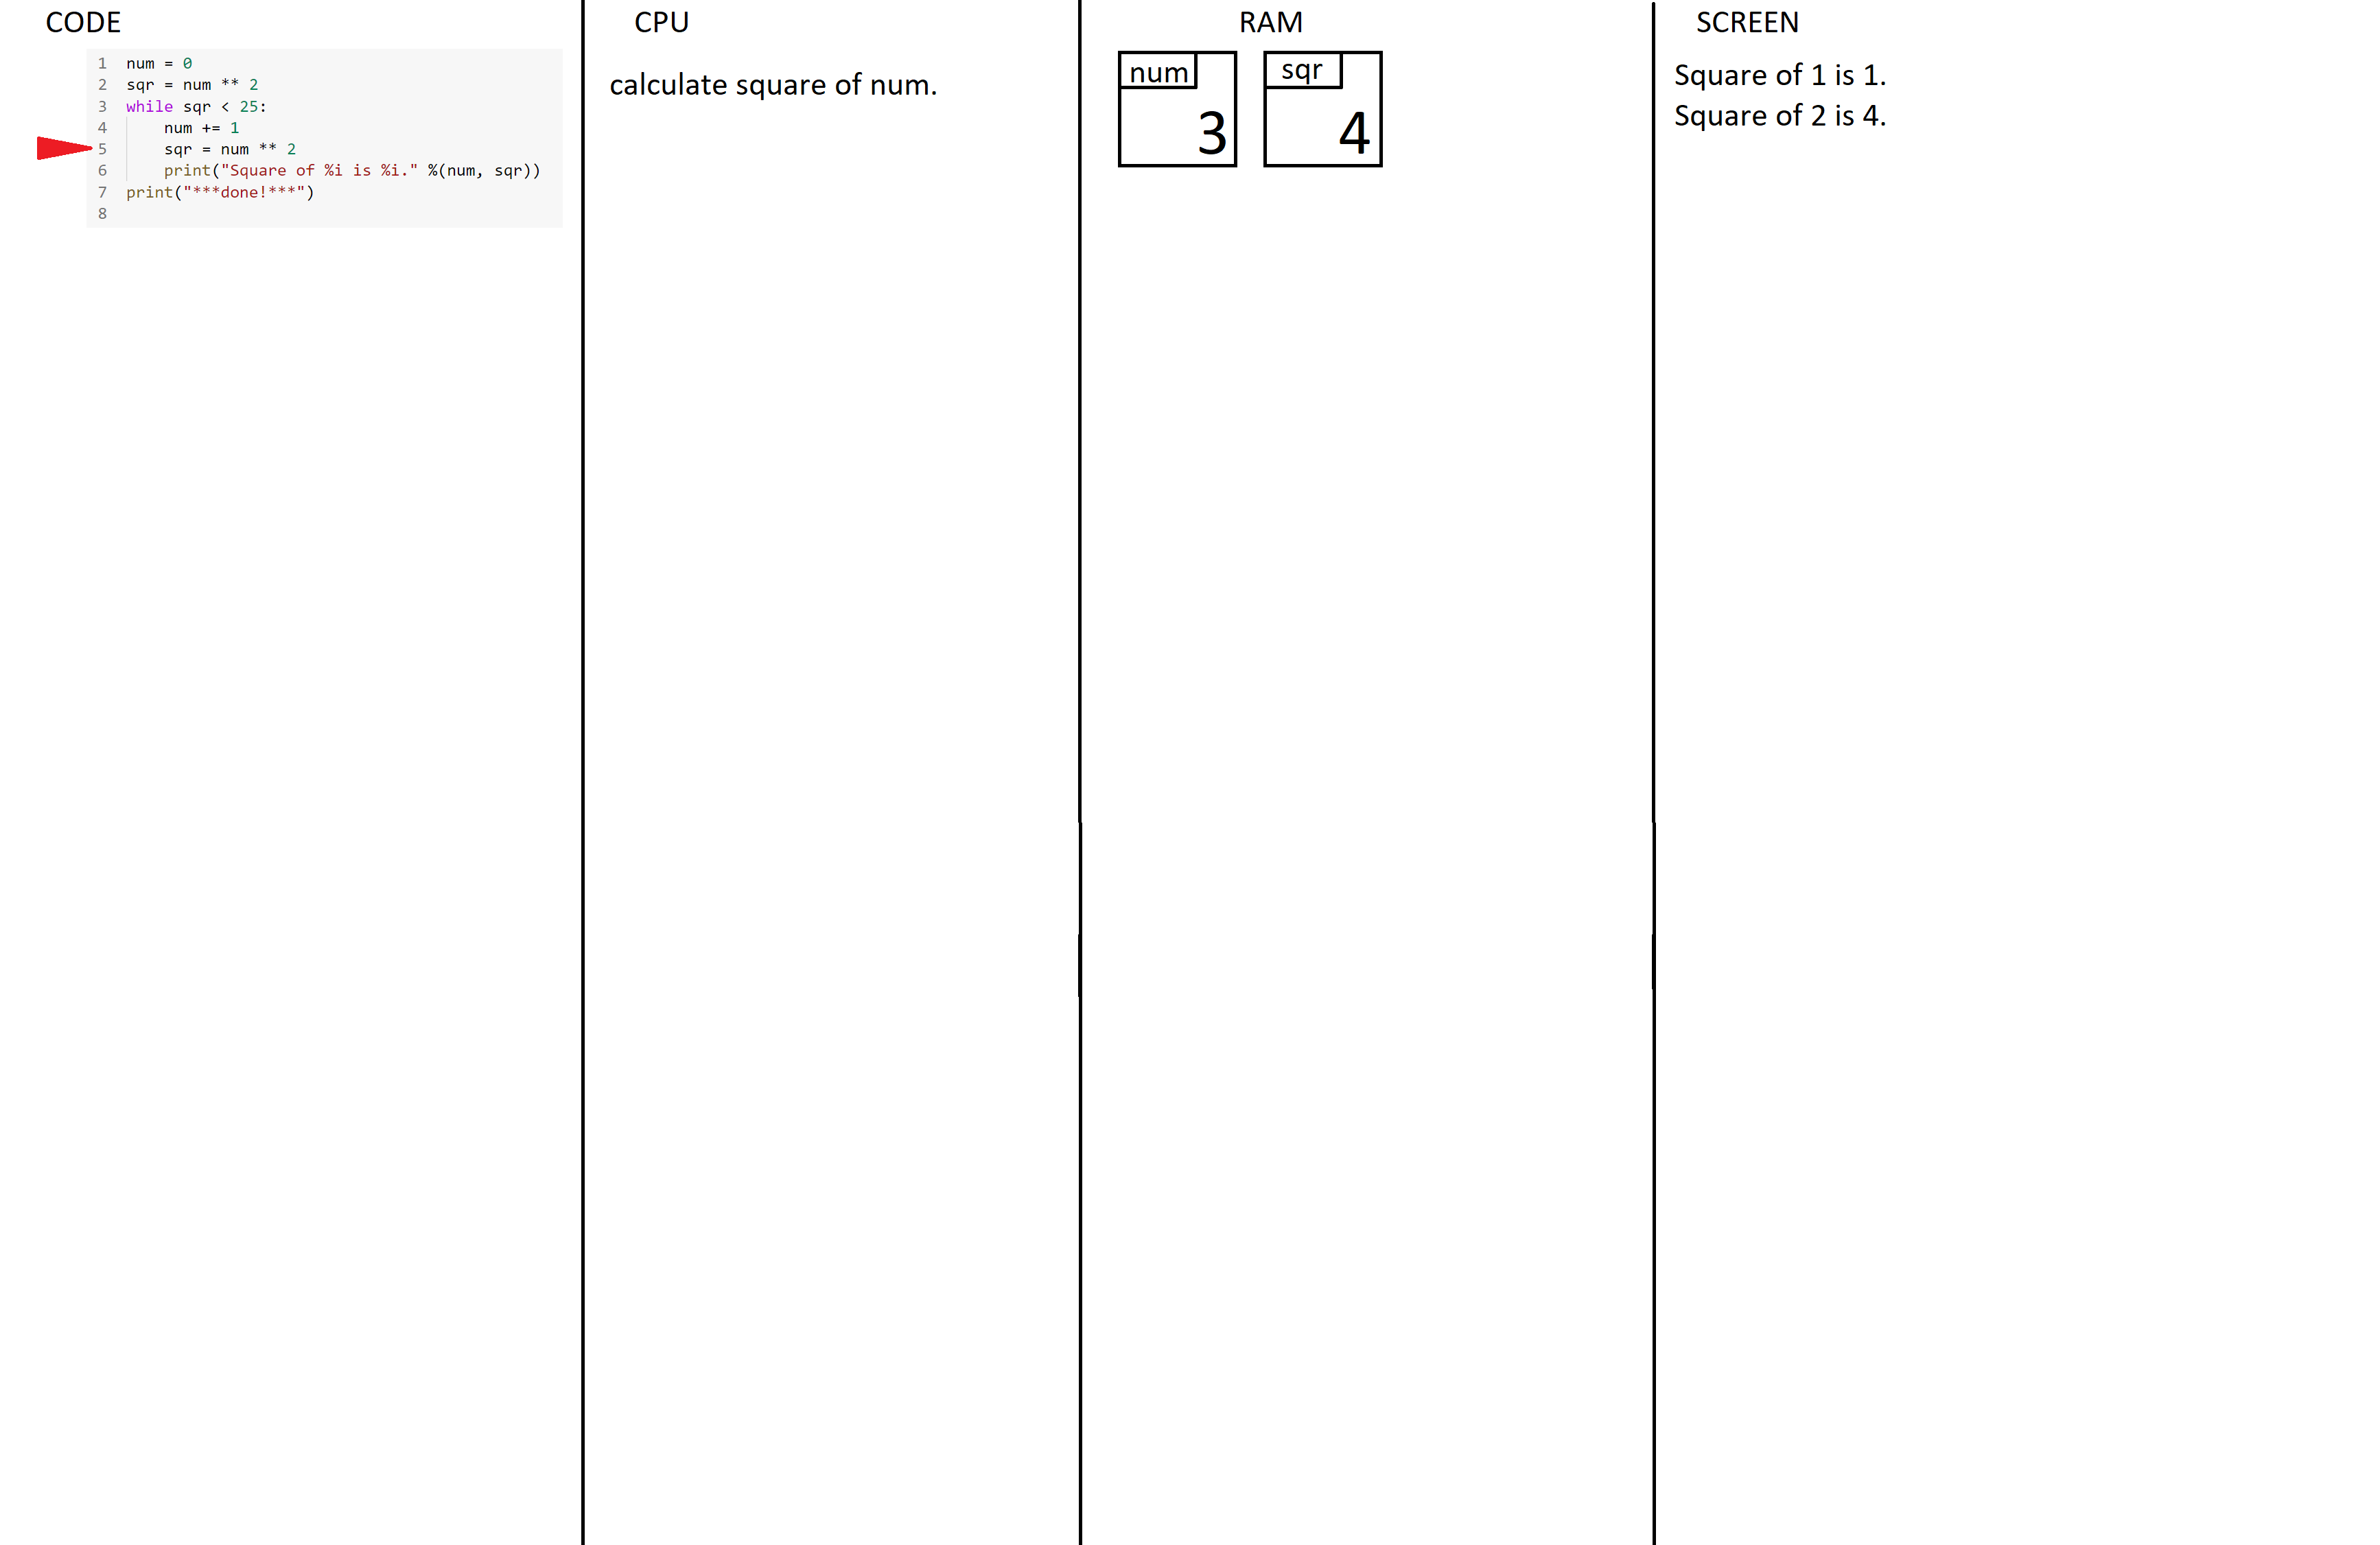 CODE
1 num = 0
2 sqr = num ** 2
3 while sqr < 25:
4     num += 1
5     sqr = num ** 2
6     print("Square of %i is %i." %(num, sqr))
7 print("***done!***")
8
CPU
calculate square of num.
RAM
num
3
sqr
4
SCREEN
Square of 1 is 1.
Square of 2 is 4.